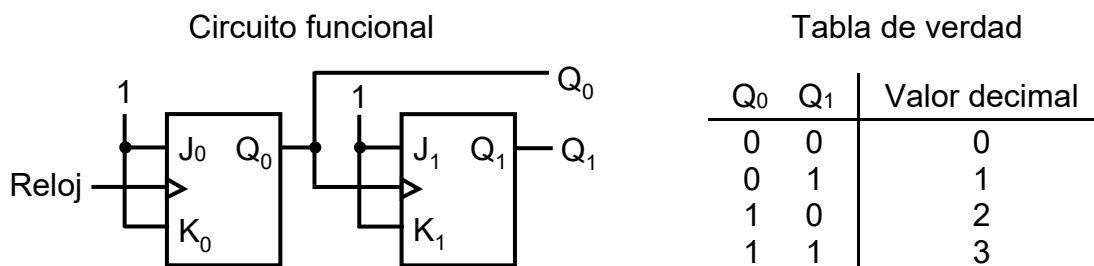 Circuito funcional
1
J0 Q0
Reloj
K0
1
J1 Q1
K1
Q0
Q1
Tabla de verdad
Q0 Q1 Valor decimal
0 0 0
0 1 1
1 0 2
1 1 3